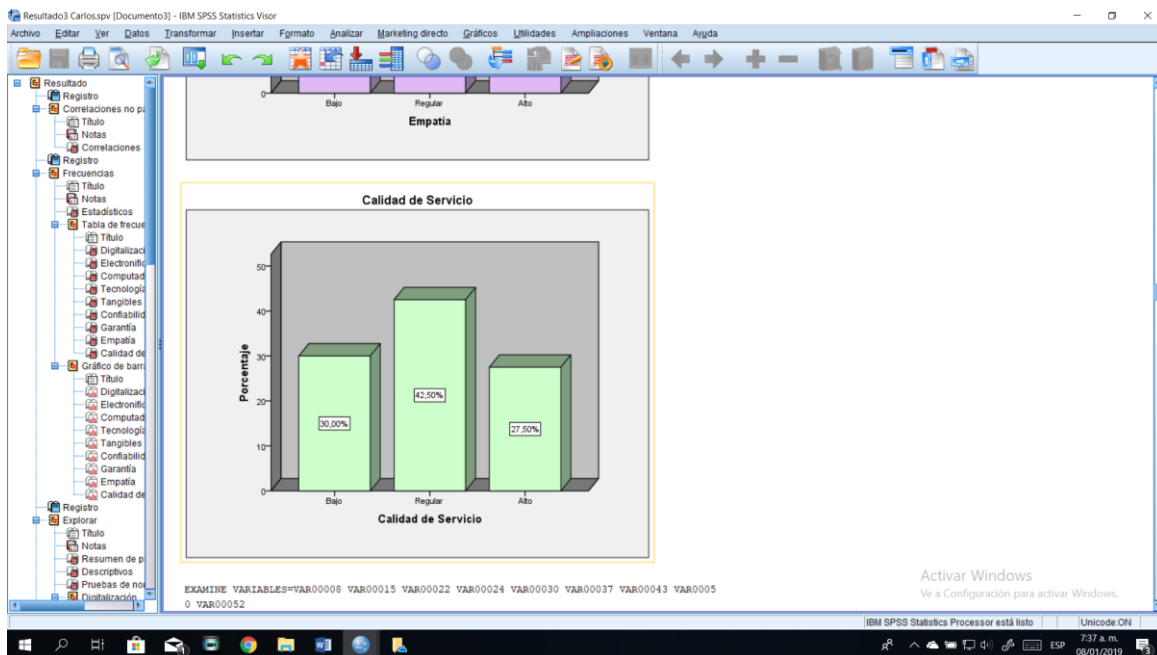 Resultado3 Carlos.spv [Documento3] - IBM SPSS Statistics Visor
Archivo Editar Ver Datos Transformar Insertar Formato Analizar Marketing directo Gráficos Utilidades Ampliaciones Ventana Ayuda
Resultado
Registro
Correlaciones no pa
Título
Notas
Correlaciones
Registro
Frecuencias
Título
Notas
Estadísticos
Tabla de frecue
Título
Digitalizaci
Electronific
Computad
Tecnología
Tangibles
Confiabilid
Garantía
Empatía
Calidad de
Gráfico de barra
Título
Digitalizaci
Electronific
Computad
Tecnología
Tangibles
Confiabilid
Garantía
Empatía
Calidad de
Registro
Explorar
Título
Notas
Resumen de p
Descriptivos
Pruebas de nor
Digitalización
0
Bajo Regular Alto
Empatía
Calidad de Servicio
Porcentaje
50
40
30
20
10
0
30,00%
42,50%
27,50%
Bajo Regular Alto
Calidad de Servicio
EXAMINE VARIABLES=VAR00008 VAR00015 VAR00022 VAR00024 VAR00030 VAR00037 VAR00043 VAR0005
0 VAR00052
Activar Windows
Ve a Configuración para activar Windows.
IBM SPSS Statistics Processor está listo Unicode:ON
ESP
7:37 a. m.
08/01/2019